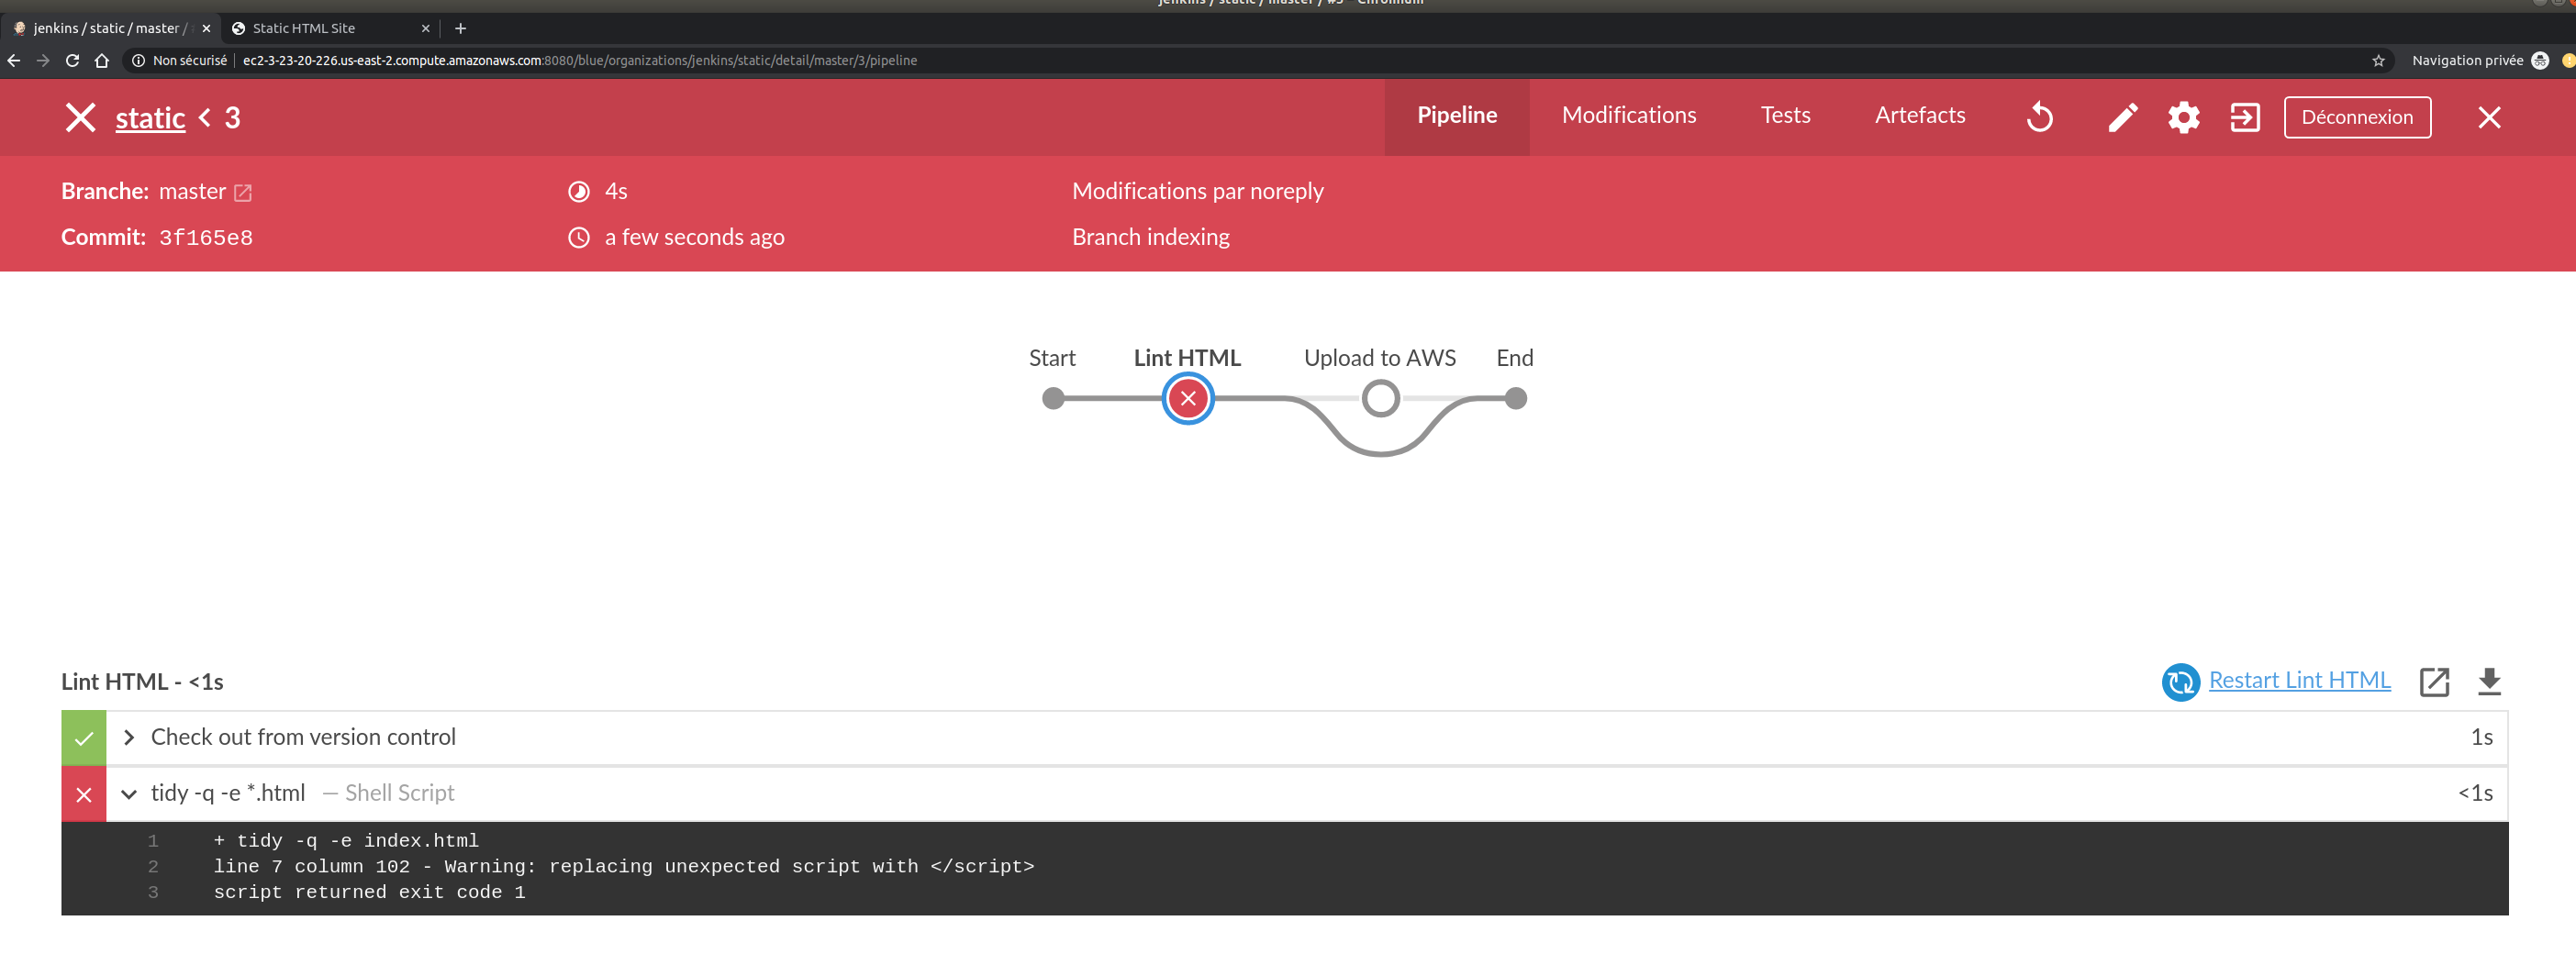 jenkins / static / master / #3 - Chromium
jenkins / static / master /
Static HTML Site
Non sécurisé
ec2-3-23-20-226.us-east-2.compute.amazonaws.com:8080/blue/organizations/jenkins/static/detail/master/3/pipeline
Navigation privée
static < 3
Pipeline
Modifications
Tests
Artefacts
Déconnexion
Branche: master
4s
Modifications par noreply
Commit: 3f165e8
a few seconds ago
Branch indexing
Start
Lint HTML
Upload to AWS
End
Lint HTML - <1s
Restart Lint HTML
Check out from version control
1s
tidy -q -e *.html — Shell Script
<1s
1 + tidy -q -e index.html
2 line 7 column 102 - Warning: replacing unexpected script with </script>
3 script returned exit code 1